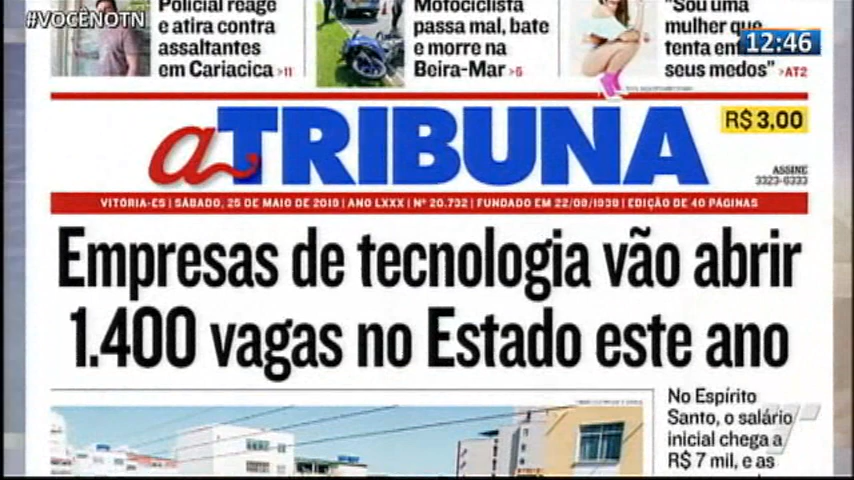 #VOCÊNOTN
Policial reage
e atira contra
assaltantes
em Cariacica >11
Motociclista
passa mal, bate
e morre na
Beira-Mar >6
"Sou uma
mulher que
tenta
seus medos" >AT2
12:46
a TRIBUNA
R$ 3,00
ASSINE
3323-6333
VITÓRIA-ES | SÁBADO, 25 DE MAIO DE 2019 | ANO LXXX | Nº 20.732 | FUNDADO EM 22/09/1938 | EDIÇÃO DE 40 PÁGINAS
Empresas de tecnologia vão abrir
1.400 vagas no Estado este ano
No Espírito
Santo, o salário
inicial chega a
R$ 7 mil, e as